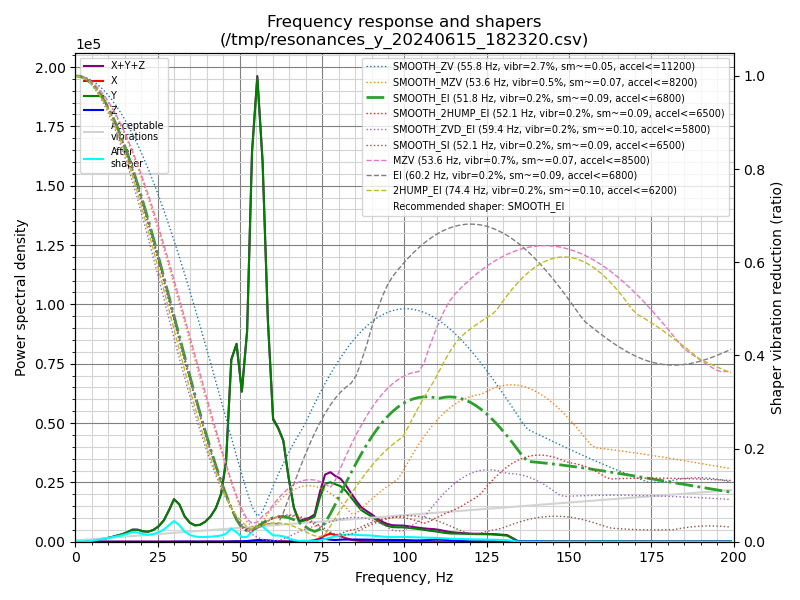 Frequency response and shapers
(/tmp/resonances_y_20240615_182320.csv)
1e5
X+Y+Z
X
Y
Z
Acceptable
vibrations
After
shaper
SMOOTH_ZV (55.8 Hz, vibr=2.7%, sm~=0.05, accel<=11200)
SMOOTH_MZV (53.6 Hz, vibr=0.5%, sm~=0.07, accel<=8200)
SMOOTH_EI (51.8 Hz, vibr=0.2%, sm~=0.09, accel<=6800)
SMOOTH_2HUMP_EI (52.1 Hz, vibr=0.2%, sm~=0.09, accel<=6500)
SMOOTH_ZVD_EI (59.4 Hz, vibr=0.2%, sm~=0.10, accel<=5800)
SMOOTH_SI (52.1 Hz, vibr=0.2%, sm~=0.09, accel<=6500)
MZV (53.6 Hz, vibr=0.7%, sm~=0.07, accel<=8500)
EI (60.2 Hz, vibr=0.2%, sm~=0.09, accel<=6800)
2HUMP_EI (74.4 Hz, vibr=0.2%, sm~=0.10, accel<=6200)
Recommended shaper: SMOOTH_EI
Power spectral density
2.00
1.75
1.50
1.25
1.00
0.75
0.50
0.25
0.00
1.0
0.8
0.6
0.4
0.2
0.0
Shaper vibration reduction (ratio)
0 25 50 75 100 125 150 175 200
Frequency, Hz